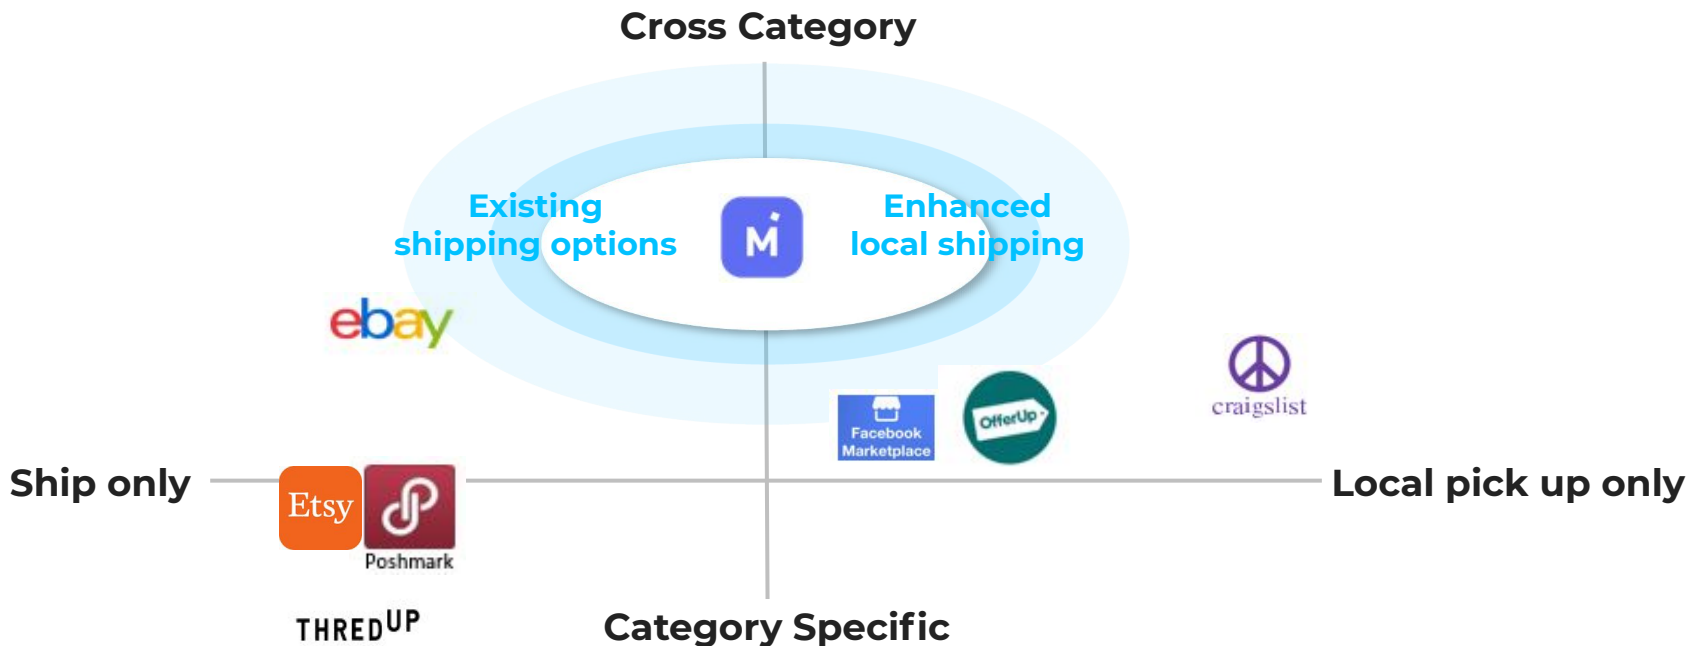 Cross Category
Existing
shipping options
M
Enhanced
local shipping
ebay
craigslist
Facebook
Marketplace
OfferUp
Ship only
Etsy
Poshmark
Local pick up only
THREDUP
Category Specific